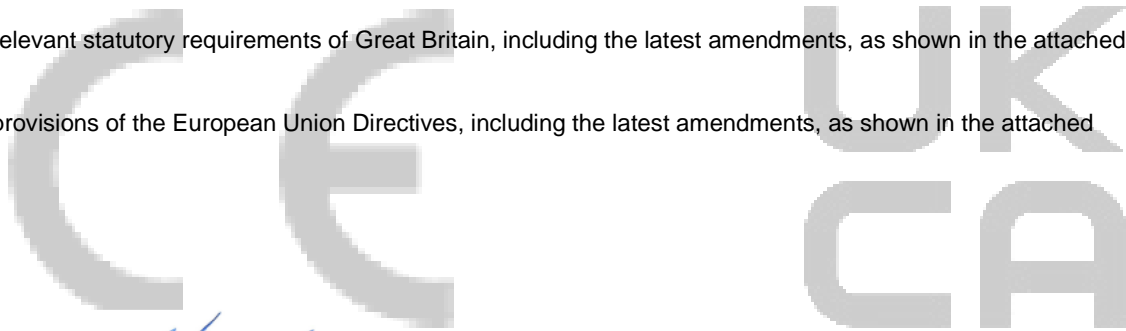 elevant statutory requirements of Great Britain, including the latest amendments, as shown in the attached
provisions of the European Union Directives, including the latest amendments, as shown in the attached
CE
UK
CA